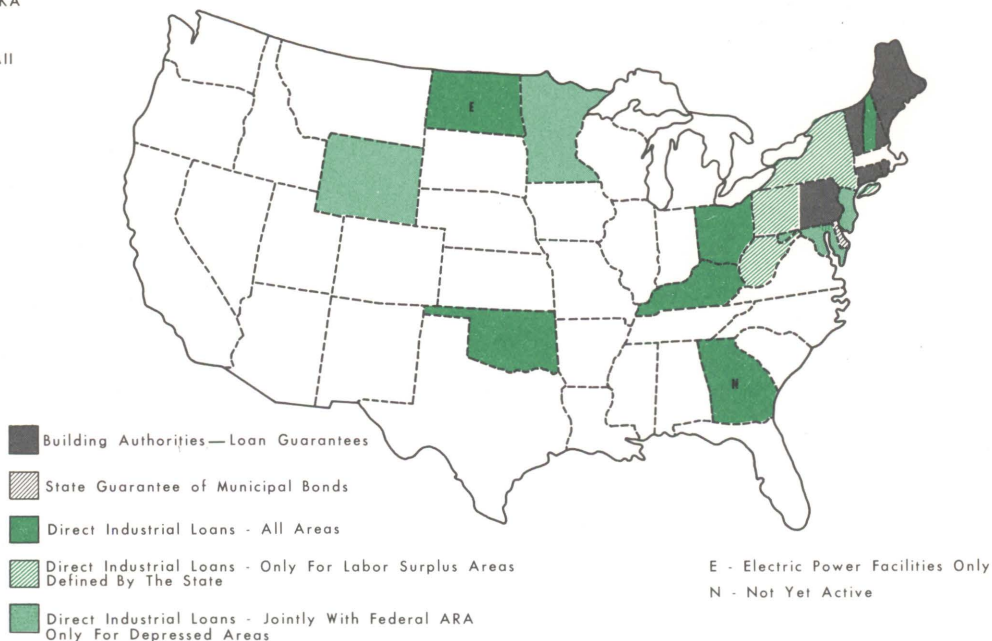 KA
II
E
N
Building Authorities—Loan Guarantees
State Guarantee of Municipal Bonds
Direct Industrial Loans - All Areas
Direct Industrial Loans - Only For Labor Surplus Areas
Defined By The State
Direct Industrial Loans - Jointly With Federal ARA
Only For Depressed Areas
E - Electric Power Facilities Only
N - Not Yet Active